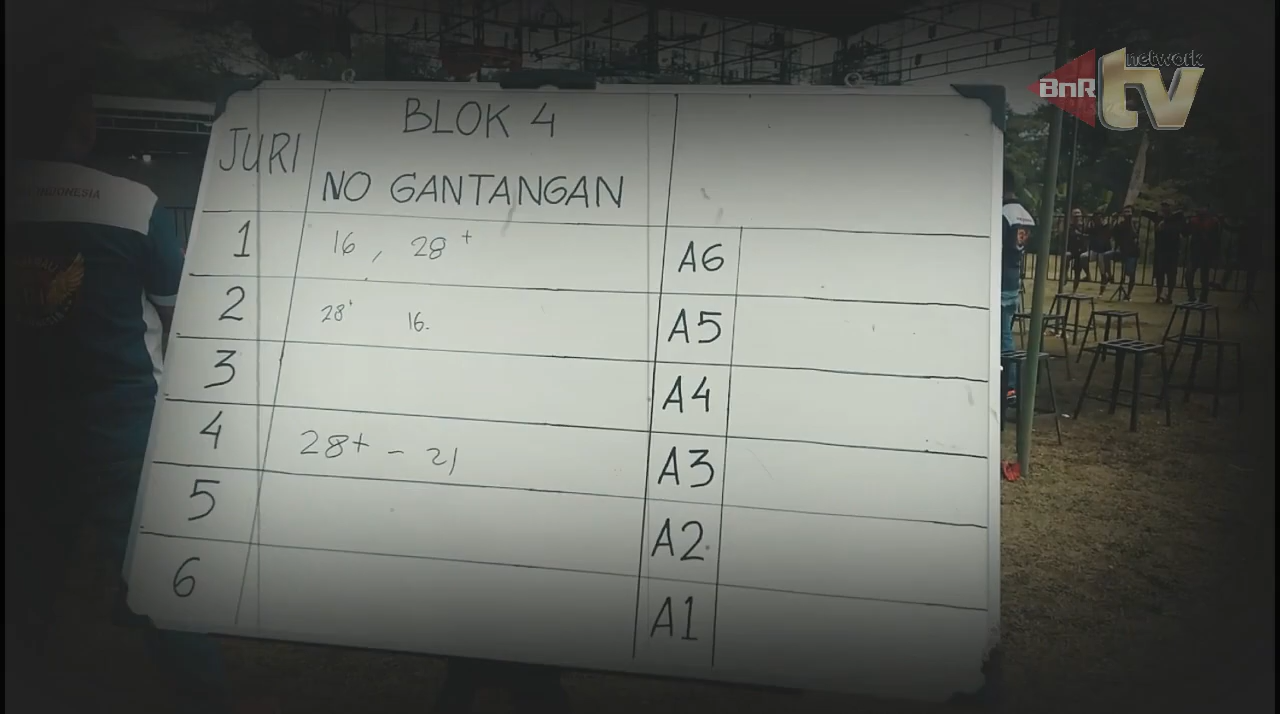 network
BnR tv
INDONESIA
BLOK 4
JURI
NO GANTANGAN
1 16 , 28+ A6
2 28+ 16. A5
3 A4
4 28+ - 21 A3
5 A2
6 A1